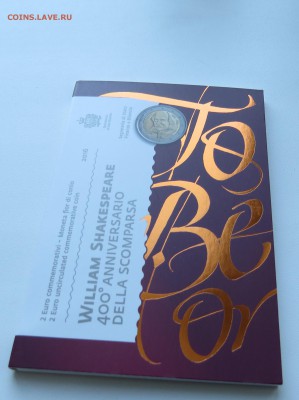 COINS.LAVE.RU
2 Euro commemorativo - Moneta fior di conio
2 Euro uncirculated commemorative coin
2016
WILLIAM SHAKESPEARE
400° ANNIVERSARIO
DELLA SCOMPARSA
To
Be
or